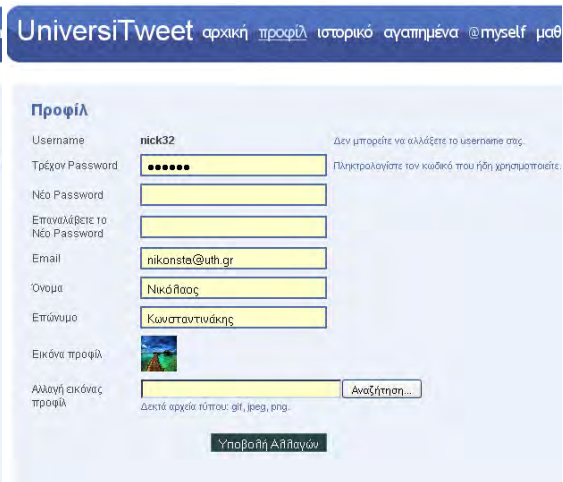 UniversiTweet αρχική προφίλ ιστορικό αγαπημένα @myself μαθ
Προφίλ
Username nick32 Δεν μπορείτε να αλλάξετε το username σας.
Τρέχον Password •••••• Πληκτρολογίστε τον κωδικό που ήδη χρησιμοποιείτε.
Νέο Password
Επαναλάβετε το
Νέο Password
Email nikonsta@uth.gr
Όνομα Νικόλαος
Επώνυμο Κωνσταντινάκης
Εικόνα προφίλ
Αλλαγή εικόνας
προφίλ
Αναζήτηση...
Δεκτά αρχεία τύπου: gif, jpeg, png.
Υποβολή Αλλαγών